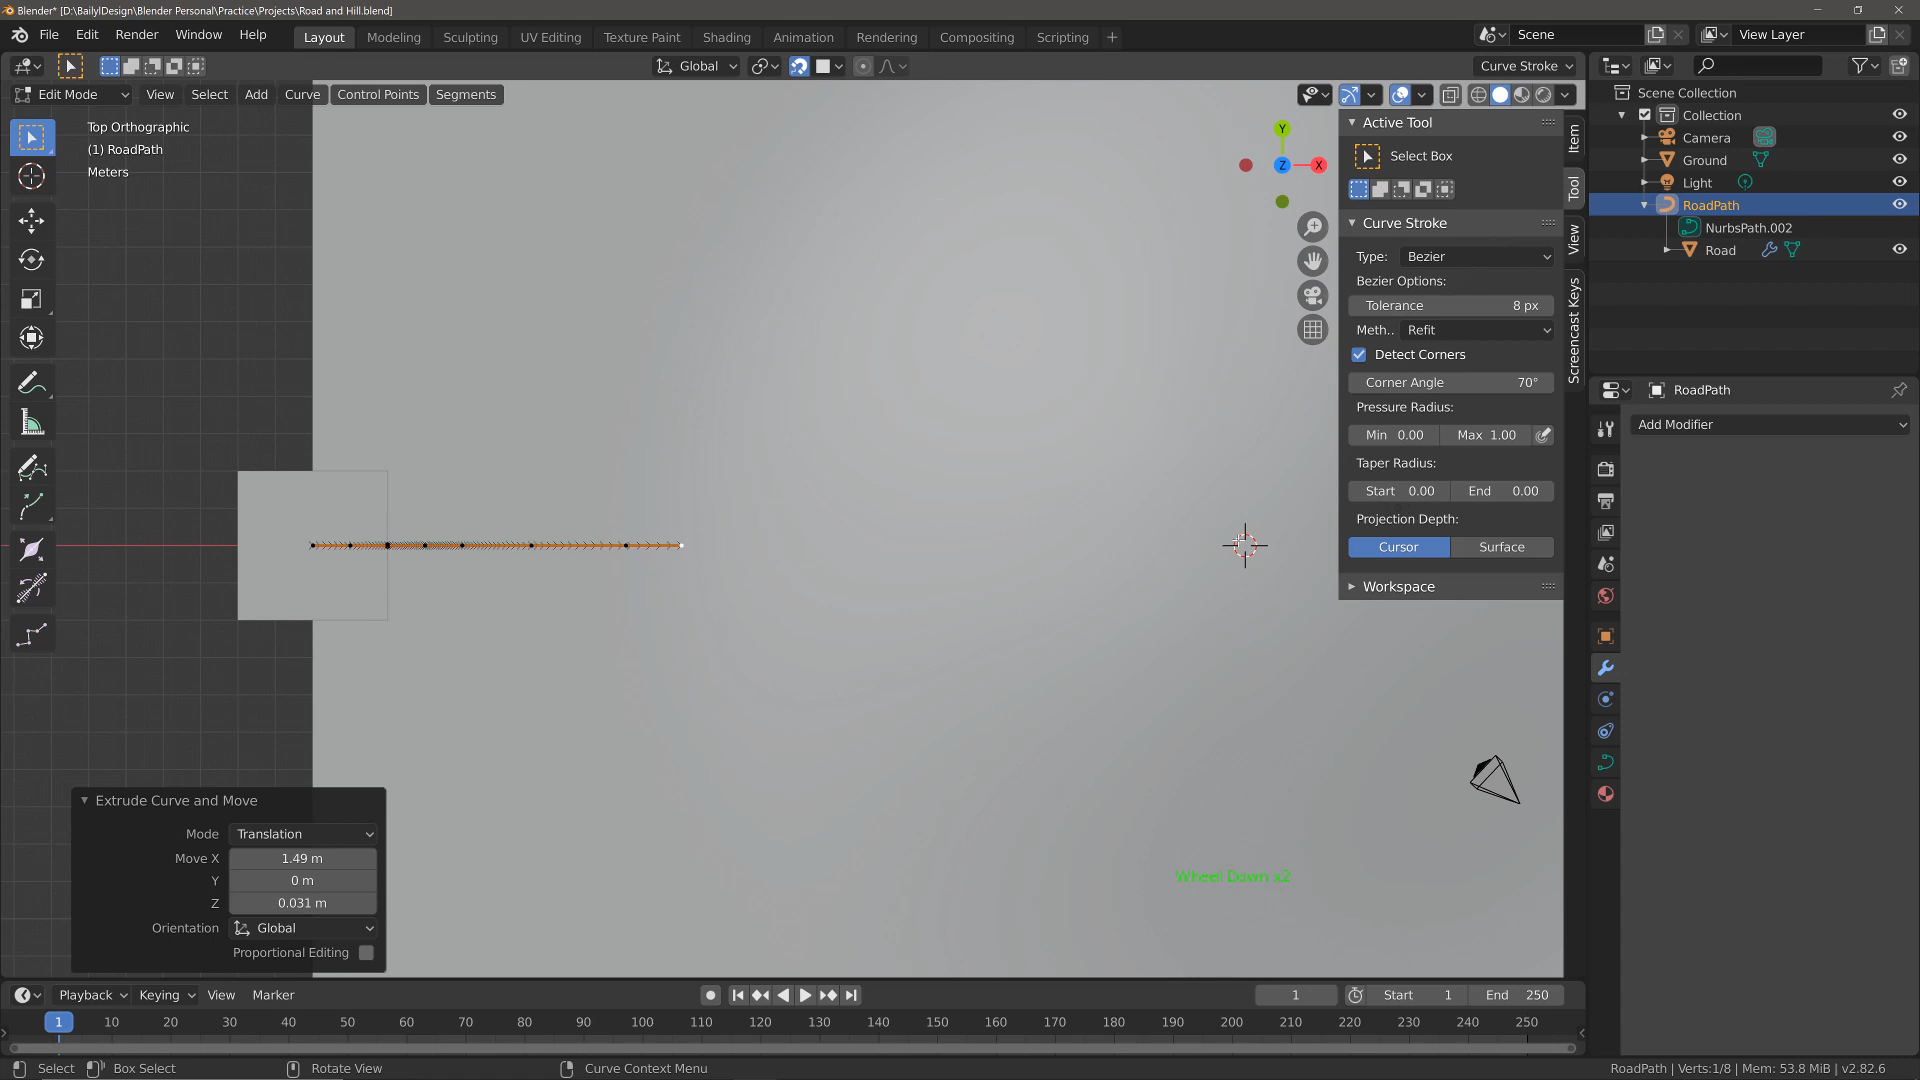 Blender* [D:\BailylDesign\Blender Personal\Practice\Projects\Road and Hill.blend]
File Edit Render Window Help Layout Modeling Sculpting UV Editing Texture Paint Shading Animation Rendering Compositing Scripting + Scene View Layer
Global Curve Stroke
Edit Mode View Select Add Curve Control Points Segments
Top Orthographic
(1) RoadPath
Meters
Y
Z
X
Active Tool
Select Box
Curve Stroke
Type: Bezier
Bezier Options:
Tolerance 8 px
Meth.. Refit
Detect Corners
Corner Angle 70°
Pressure Radius:
Min 0.00 Max 1.00
Taper Radius:
Start 0.00 End 0.00
Projection Depth:
Cursor Surface
Workspace
Item
Tool
View
Screencast Keys
Scene Collection
Collection
Camera
Ground
Light
RoadPath
NurbsPath.002
Road
RoadPath
Add Modifier
Extrude Curve and Move
Mode Translation
Move X 1.49 m
Y 0 m
Z 0.031 m
Orientation Global
Proportional Editing
Wheel Down x2
Playback Keying View Marker 1 Start 1 End 250
1 10 20 30 40 50 60 70 80 90 100 110 120 130 140 150 160 170 180 190 200 210 220 230 240 250
Select Box Select Rotate View Curve Context Menu RoadPath | Verts:1/8 | Mem: 53.8 MiB | v2.82.6